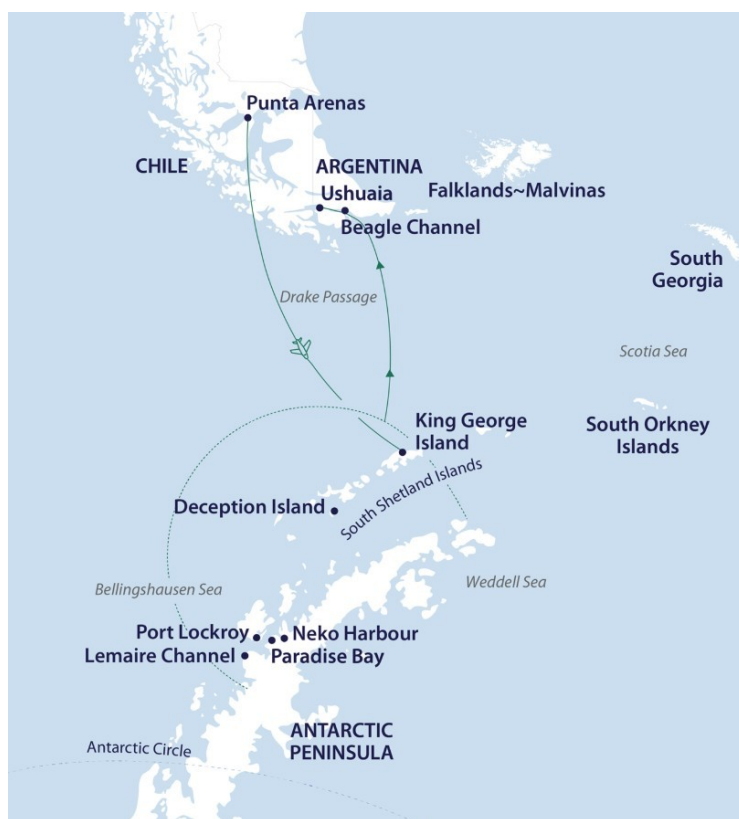 Punta Arenas
CHILE
ARGENTINA
Ushuaia
Falklands~Malvinas
Beagle Channel
South
Georgia
Drake Passage
Scotia Sea
King George
Island
South Orkney
Islands
South Shetland Islands
Deception Island
Bellingshausen Sea
Weddell Sea
Port Lockroy
Neko Harbour
Lemaire Channel
Paradise Bay
ANTARCTIC
PENINSULA
Antarctic Circle